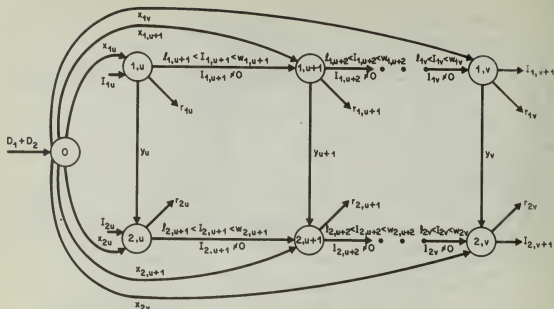 x1v
x1,u+1
x1u
ℓ1,u+1 < I1,u+1 < w1,u+1
ℓ1,u+2 < I1,u+2 < w1,u+2
ℓ1v < I1v < w1v
1,u
1,u+1
1,v
I1,v+1
I1u
I1,u+1 ≠ 0
I1,u+2 ≠ 0
I1v ≠ 0
r1u
r1,u+1
r1v
D1 + D2
0
yu
yu+1
yv
r2u
r2,u+1
r2v
I2u
ℓ2,u+1 < I2,u+1 < w2,u+1
ℓ2,u+2 < I2,u+2 < w2,u+2
ℓ2v < I2v < w2v
x2u
2,u
2,u+1
2,v
I2,v+1
I2,u+1 ≠ 0
I2,u+2 ≠ 0
I2v ≠ 0
x2,u+1
x2v